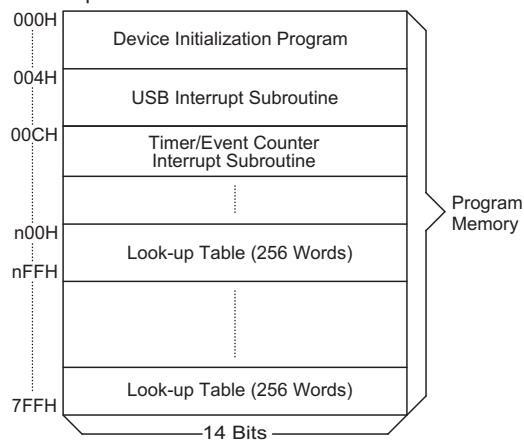 000H
Device Initialization Program
004H
USB Interrupt Subroutine
00CH
Timer/Event Counter
Interrupt Subroutine
Program
Memory
n00H
Look-up Table (256 Words)
nFFH
Look-up Table (256 Words)
7FFH
14 Bits